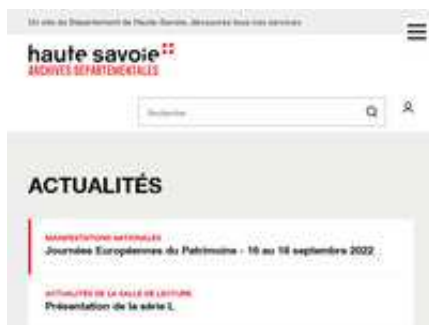 Un site du Département de Haute-Savoie, découvrez tous nos services
haute savoie
ARCHIVES DÉPARTEMENTALES
Rechercher
ACTUALITÉS
MANIFESTATIONS NATIONALES
Journées Européennes du Patrimoine - 16 au 18 septembre 2022
ACTUALITÉS DE LA SALLE DE LECTURE
Présentation de la série L